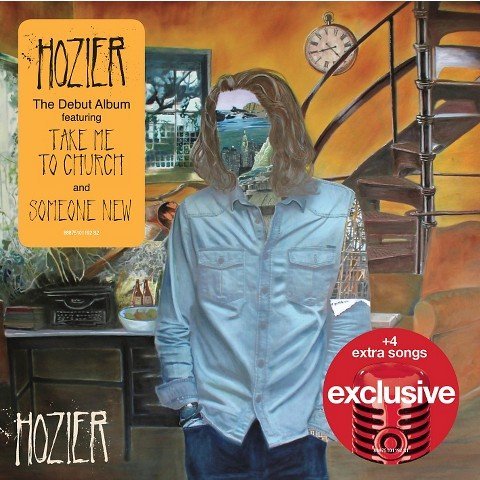 HOZIER
The Debut Album
featuring
TAKE ME
TO CHURCH
and
SOMEONE NEW
+4
extra songs
exclusive
HOZIER